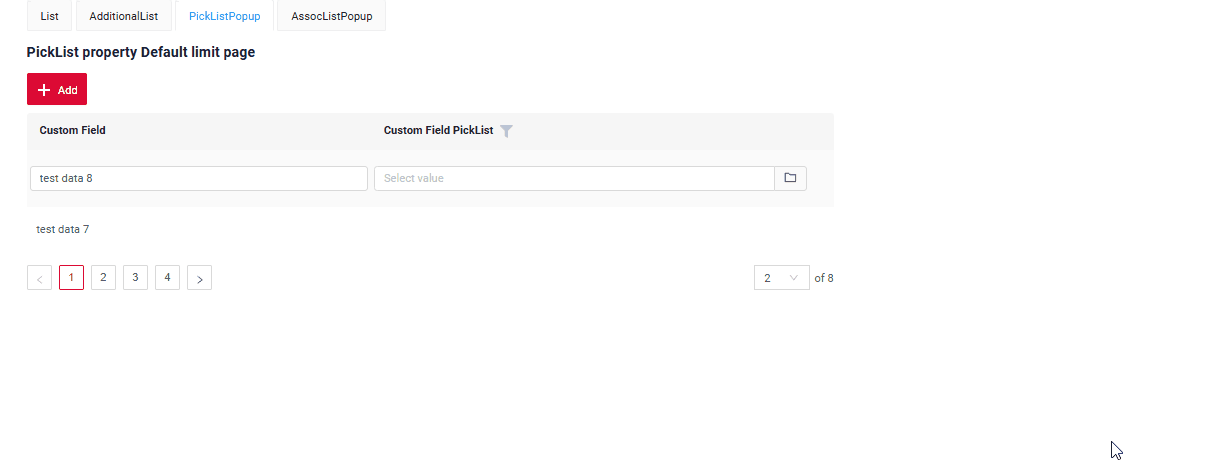 List AdditionalList PickListPopup AssocListPopup
PickList property Default limit page
Add
Custom Field Custom Field PickList
test data 8 Select value
test data 7
1 2 3 4 2 of 8